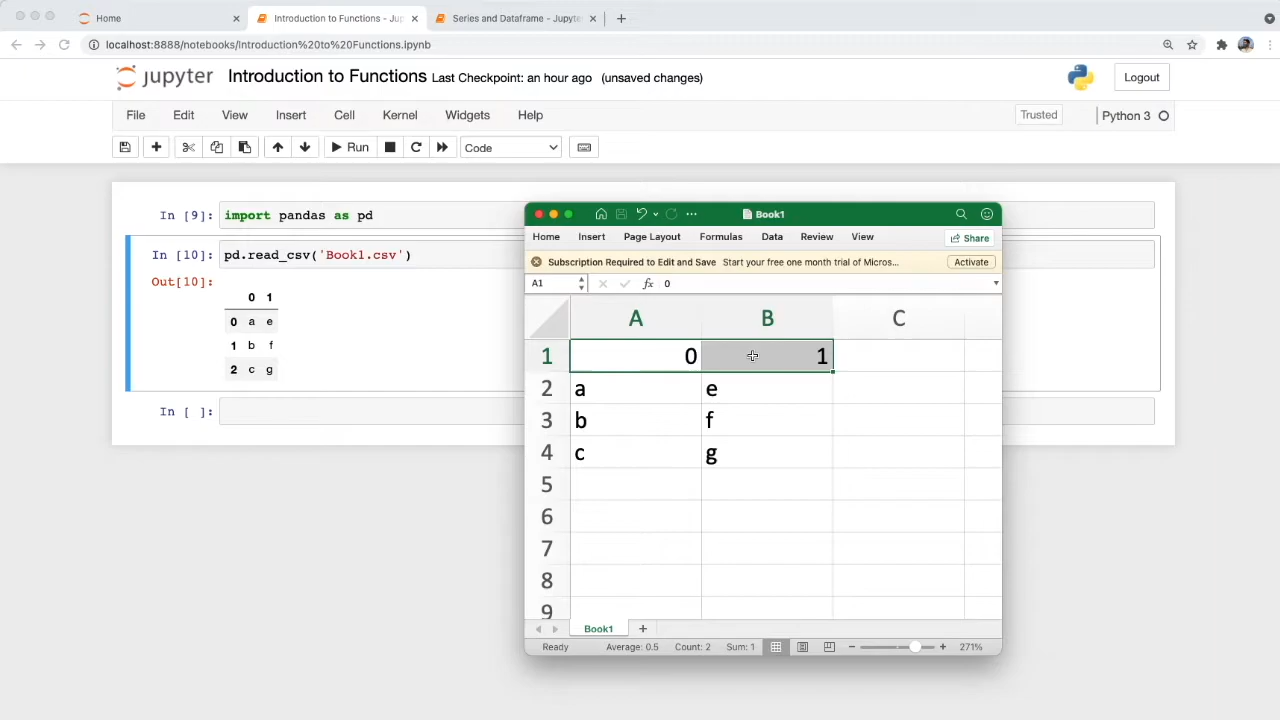 Home
Introduction to Functions - Jup
Series and Dataframe - Jupyte
localhost:8888/notebooks/Introduction%20to%20Functions.ipynb
jupyter Introduction to Functions Last Checkpoint: an hour ago (unsaved changes)
Logout
File Edit View Insert Cell Kernel Widgets Help
Trusted
Python 3
Run
Code
In [9]: import pandas as pd
In [10]: pd.read_csv('Book1.csv')
Out[10]:
0 1
0 a e
1 b f
2 c g
In [ ]:
Book1
Home Insert Page Layout Formulas Data Review View
Share
Subscription Required to Edit and Save Start your free one month trial of Micros...
Activate
A1 fx 0
A B C
1 0 1
2 a e
3 b f
4 c g
5
6
7
8
9
Book1
Ready Average: 0.5 Count: 2 Sum: 1 271%